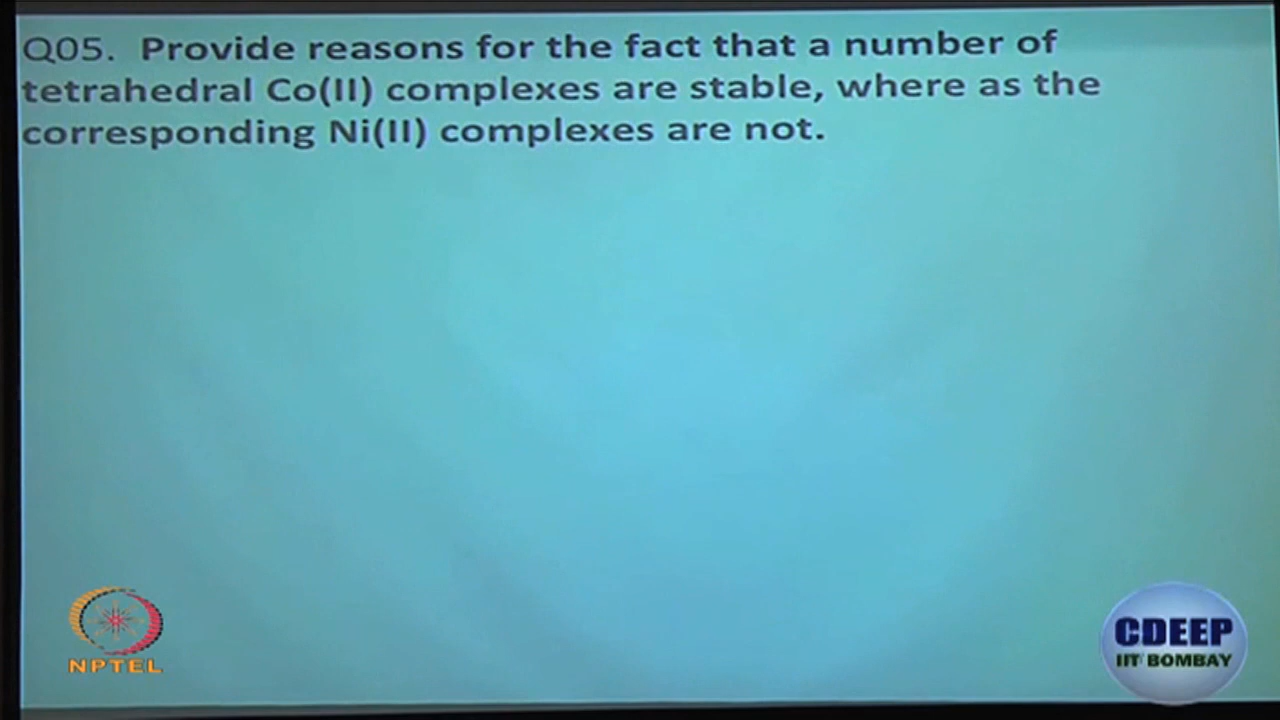 Q05. Provide reasons for the fact that a number of
tetrahedral Co(II) complexes are stable, where as the
corresponding Ni(II) complexes are not.
NPTEL
CDEEP
IIT BOMBAY